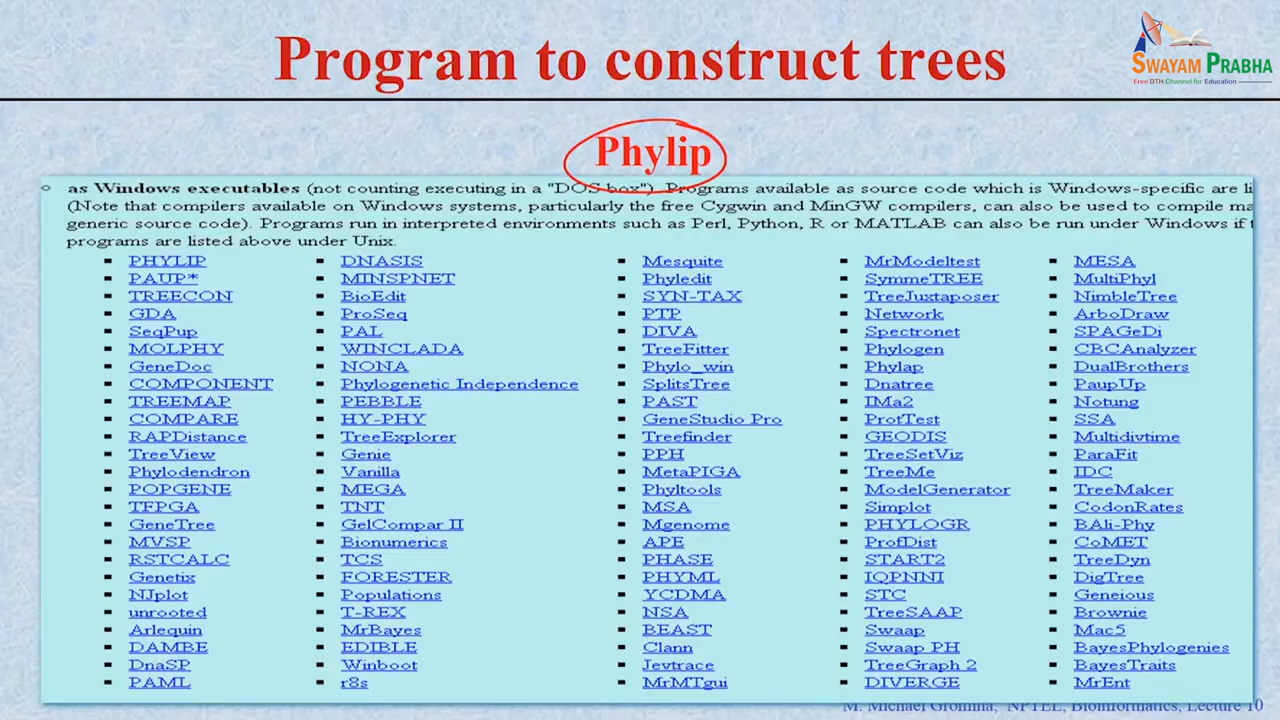 Program to construct trees
SWAYAM PRABHA
Free DTH Channel for Education
Phylip
as Windows executables (not counting executing in a "DOS box"). Programs available as source code which is Windows-specific are li
(Note that compilers available on Windows systems, particularly the free Cygwin and MinGW compilers, can also be used to compile ma
generic source code). Programs run in interpreted environments such as Perl, Python, R or MATLAB can also be run under Windows if t
programs are listed above under Unix.
PHYLIP
PAUP*
TREECON
GDA
SeqPup
MOLPHY
GeneDoc
COMPONENT
TREEMAP
COMPARE
RAPDistance
TreeView
Phylodendron
POPGENE
TFPGA
GeneTree
MVSP
RSTCALC
Genetix
NJplot
unrooted
Arlequin
DAMBE
DnaSP
PAML
DNASIS
MINSPNET
BioEdit
ProSeq
PAL
WINCLADA
NONA
Phylogenetic Independence
PEBBLE
HY-PHY
TreeExplorer
Genie
Vanilla
MEGA
TNT
GelCompar II
Bionumerics
TCS
FORESTER
Populations
T-REX
MrBayes
EDIBLE
Winboot
r8s
Mesquite
Phyledit
SYN-TAX
PTP
DIVA
TreeFitter
Phylo_win
SplitsTree
PAST
GeneStudio Pro
Treefinder
PPH
MetaPIGA
Phyltools
MSA
Mgenome
APE
PHASE
PHYML
YCDMA
NSA
BEAST
Clann
Jevtrace
MrMTgui
MrModeltest
SymmeTREE
TreeJuxtaposer
Network
Spectronet
Phylogen
Phylap
Dnatree
IMa2
ProtTest
GEODIS
TreeSetViz
TreeMe
ModelGenerator
Simplot
PHYLOGR
ProfDist
START2
IQPNNI
STC
TreeSAAP
Swaap
Swaap PH
TreeGraph 2
DIVERGE
MESA
MultiPhyl
NimbleTree
ArboDraw
SPAGeDi
CBCAnalyzer
DualBrothers
PaupUp
Notung
SSA
Multidivtime
ParaFit
IDC
TreeMaker
CodonRates
BAli-Phy
CoMET
TreeDyn
DigTree
Geneious
Brownie
Mac5
BayesPhylogenies
BayesTraits
MrEnt
M. Michael Gromiha, NPTEL, Bioinformatics, Lecture 10